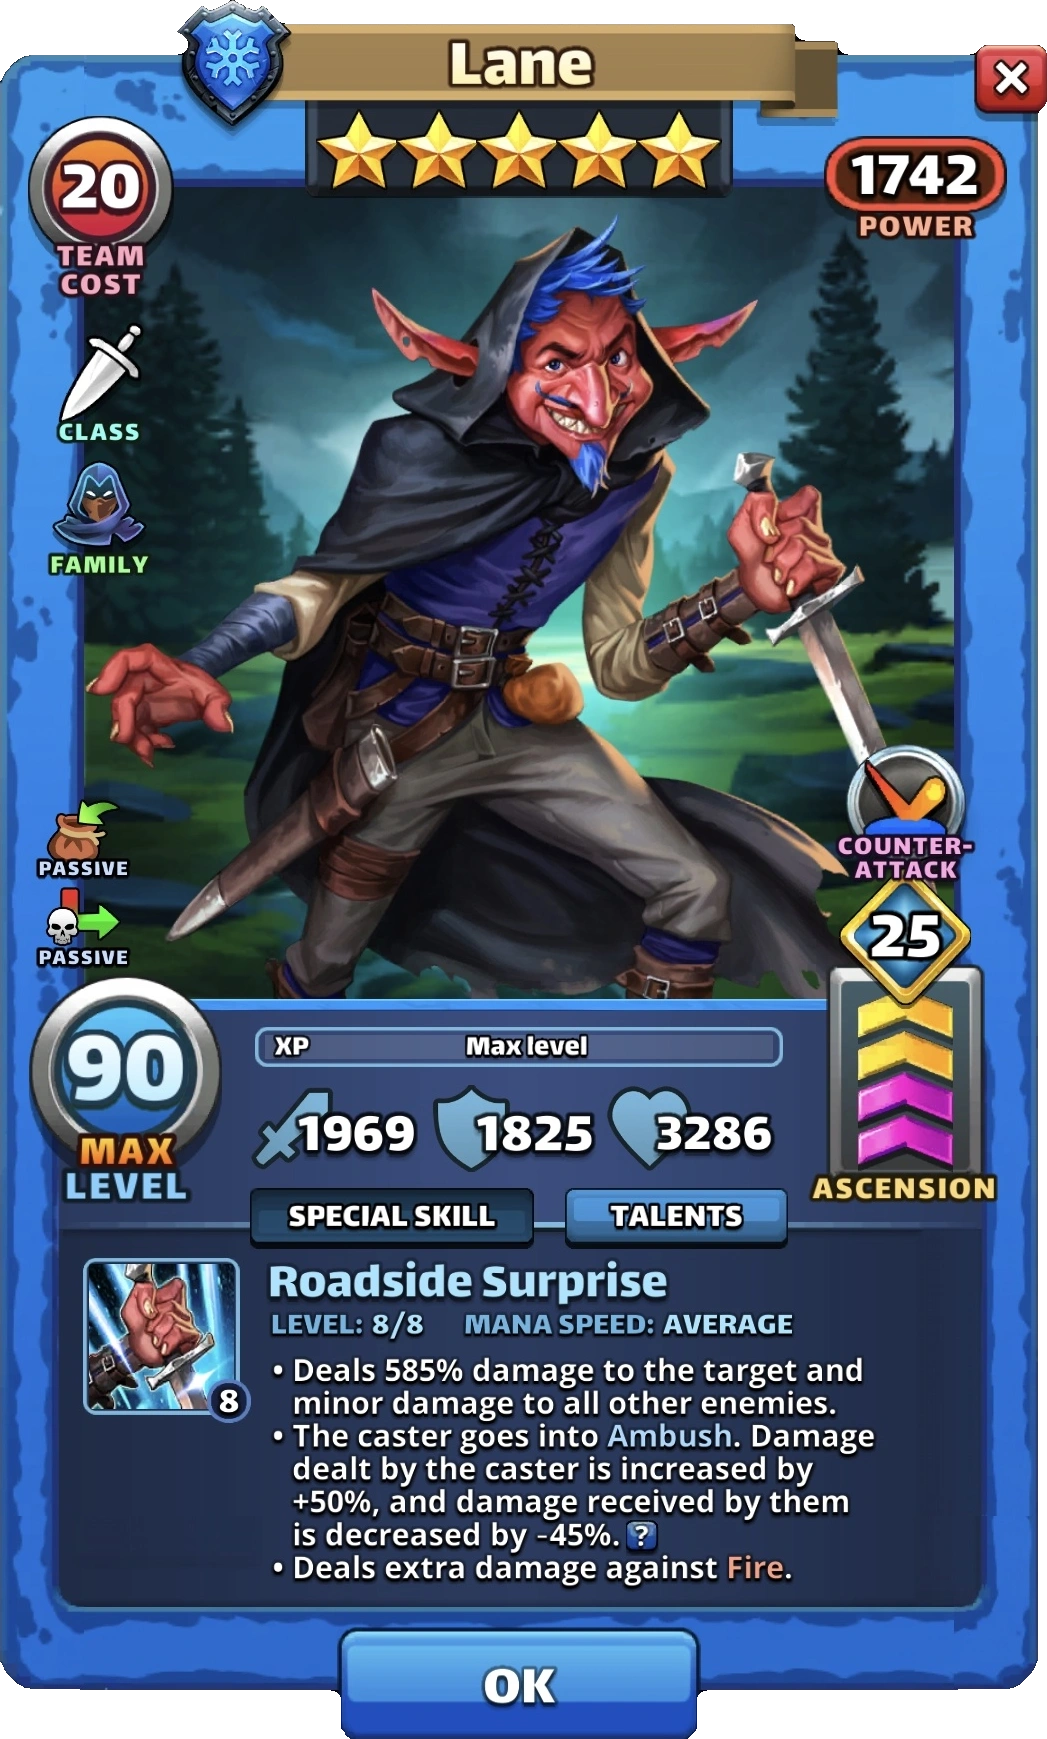 Lane
20
TEAM
COST
1742
POWER
CLASS
FAMILY
PASSIVE
PASSIVE
COUNTER-
ATTACK
25
90
MAX
LEVEL
XP
Max level
1969
1825
3286
ASCENSION
SPECIAL SKILL
TALENTS
8
Roadside Surprise
LEVEL: 8/8 MANA SPEED: AVERAGE
• Deals 585% damage to the target and
minor damage to all other enemies.
• The caster goes into Ambush. Damage
dealt by the caster is increased by
+50%, and damage received by them
is decreased by -45%. ?
• Deals extra damage against Fire.
OK